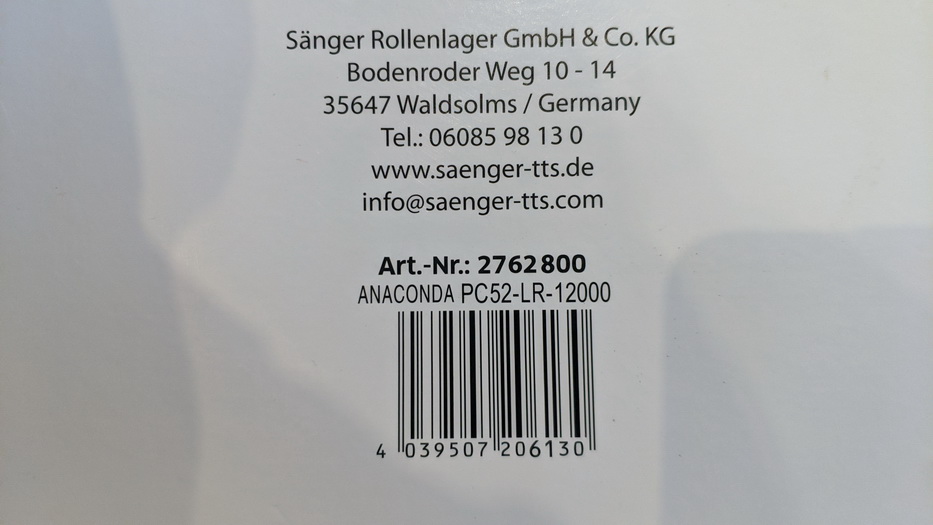 Sänger Rollenlager GmbH & Co. KG
Bodenroder Weg 10 - 14
35647 Waldsolms / Germany
Tel.: 06085 98 13 0
www.saenger-tts.de
info@saenger-tts.com
Art.-Nr.: 2762800
ANACONDA PC52-LR-12000
4 039507 206130